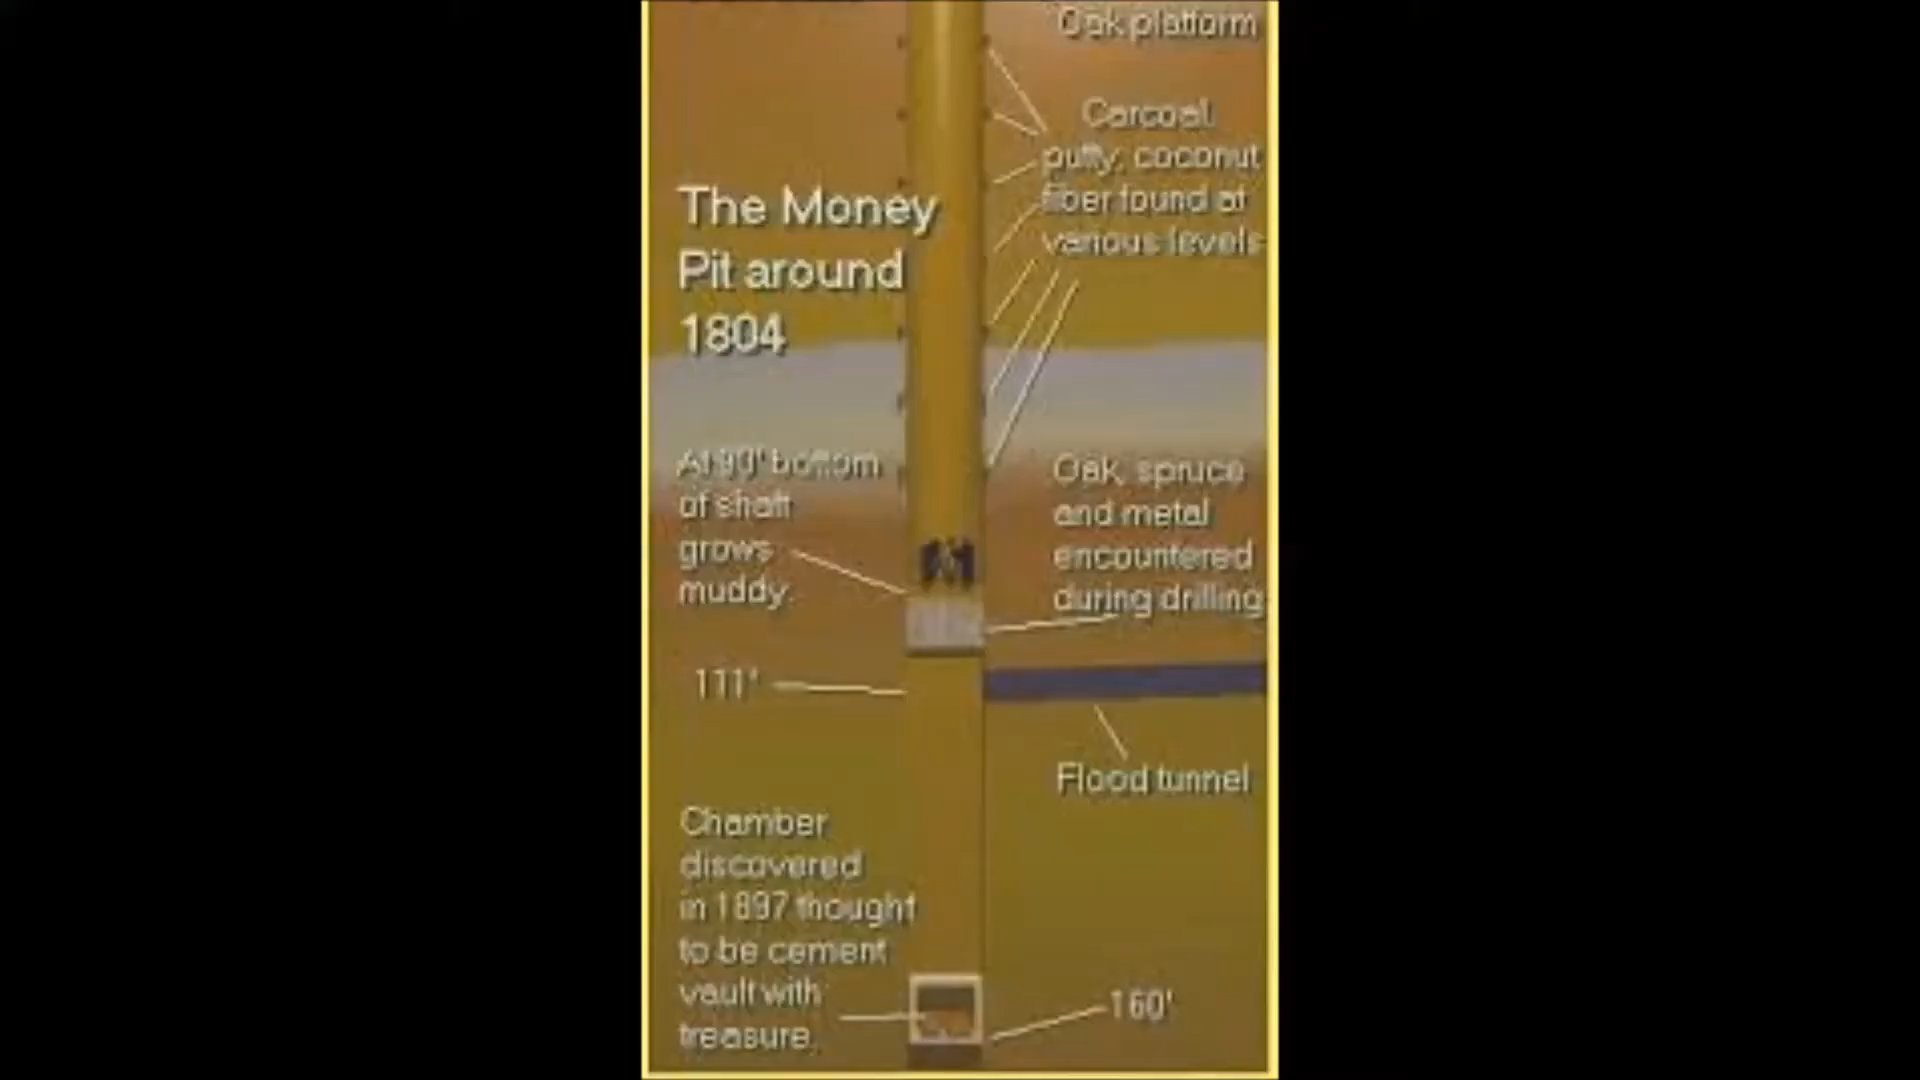 Oak platform
Carcoal,
putty, coconut
fiber found at
various levels
The Money
Pit around
1804
At 90' bottom
of shaft
grows
muddy.
Oak, spruce
and metal
encountered
during drilling
111'
Flood tunnel
Chamber
discovered
in 1897 thought
to be cement
vault with
treasure.
160'